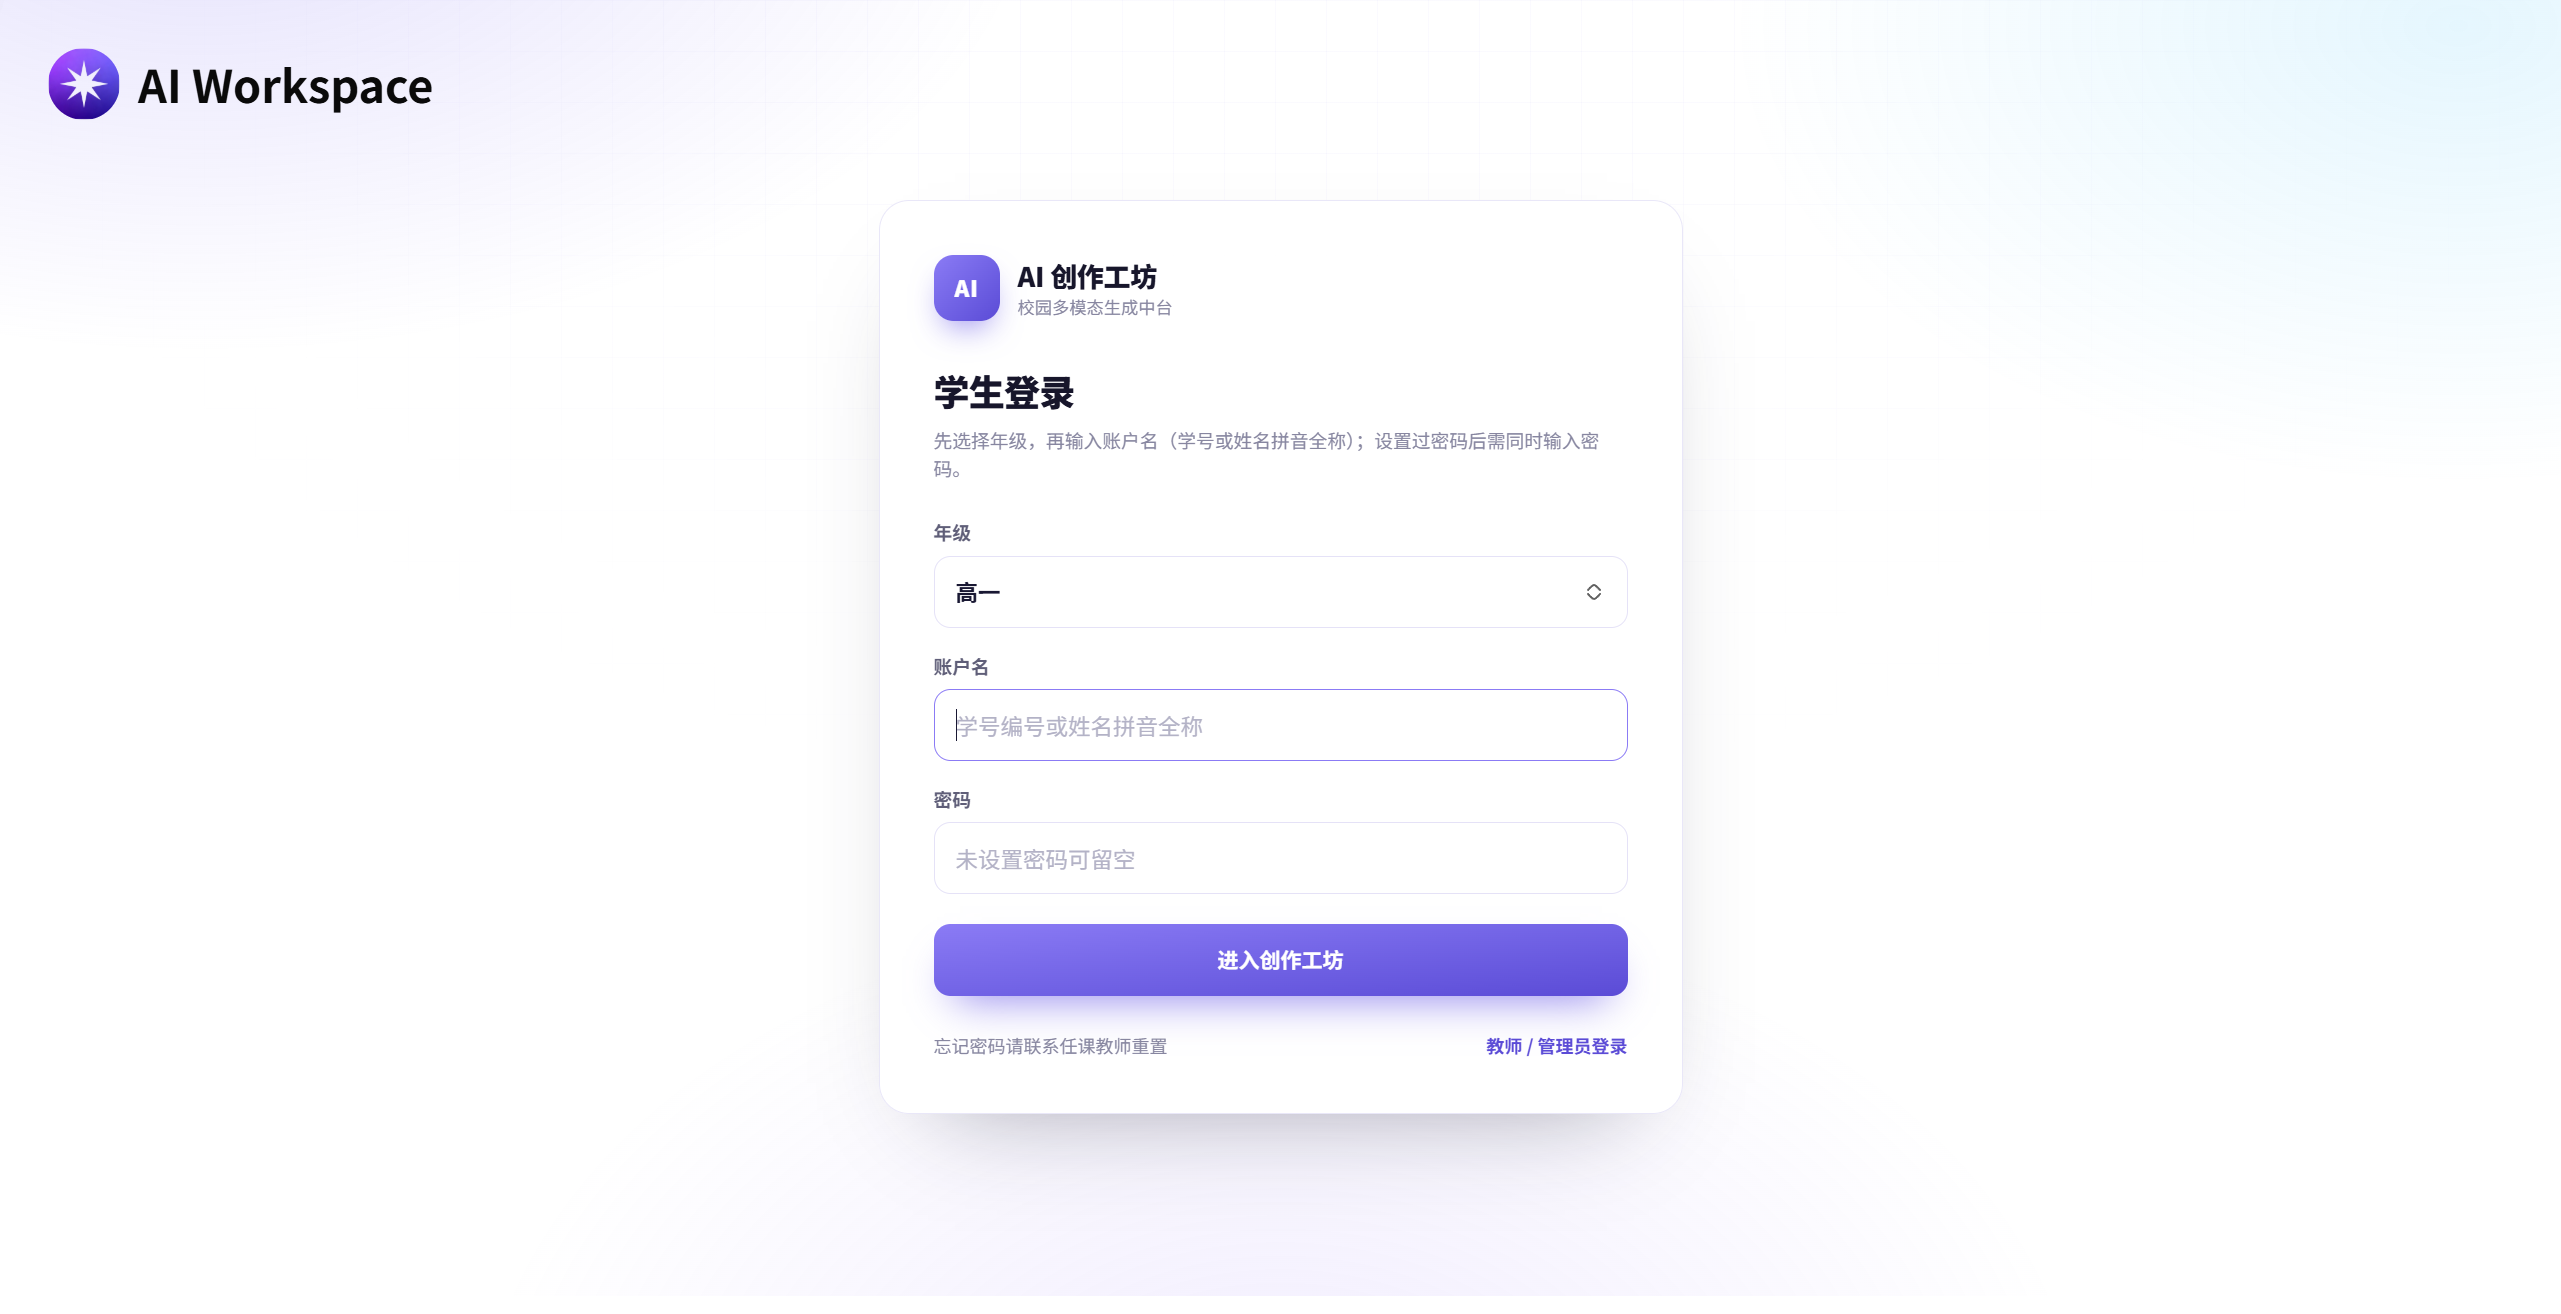 AI Workspace
AI
AI 创作工坊
校园多模态生成中台
学生登录
先选择年级，再输入账户名（学号或姓名拼音全称）；设置过密码后需同时输入密
码。
年级
高一
账户名
学号编号或姓名拼音全称
密码
未设置密码可留空
进入创作工坊
忘记密码请联系任课教师重置
教师 / 管理员登录